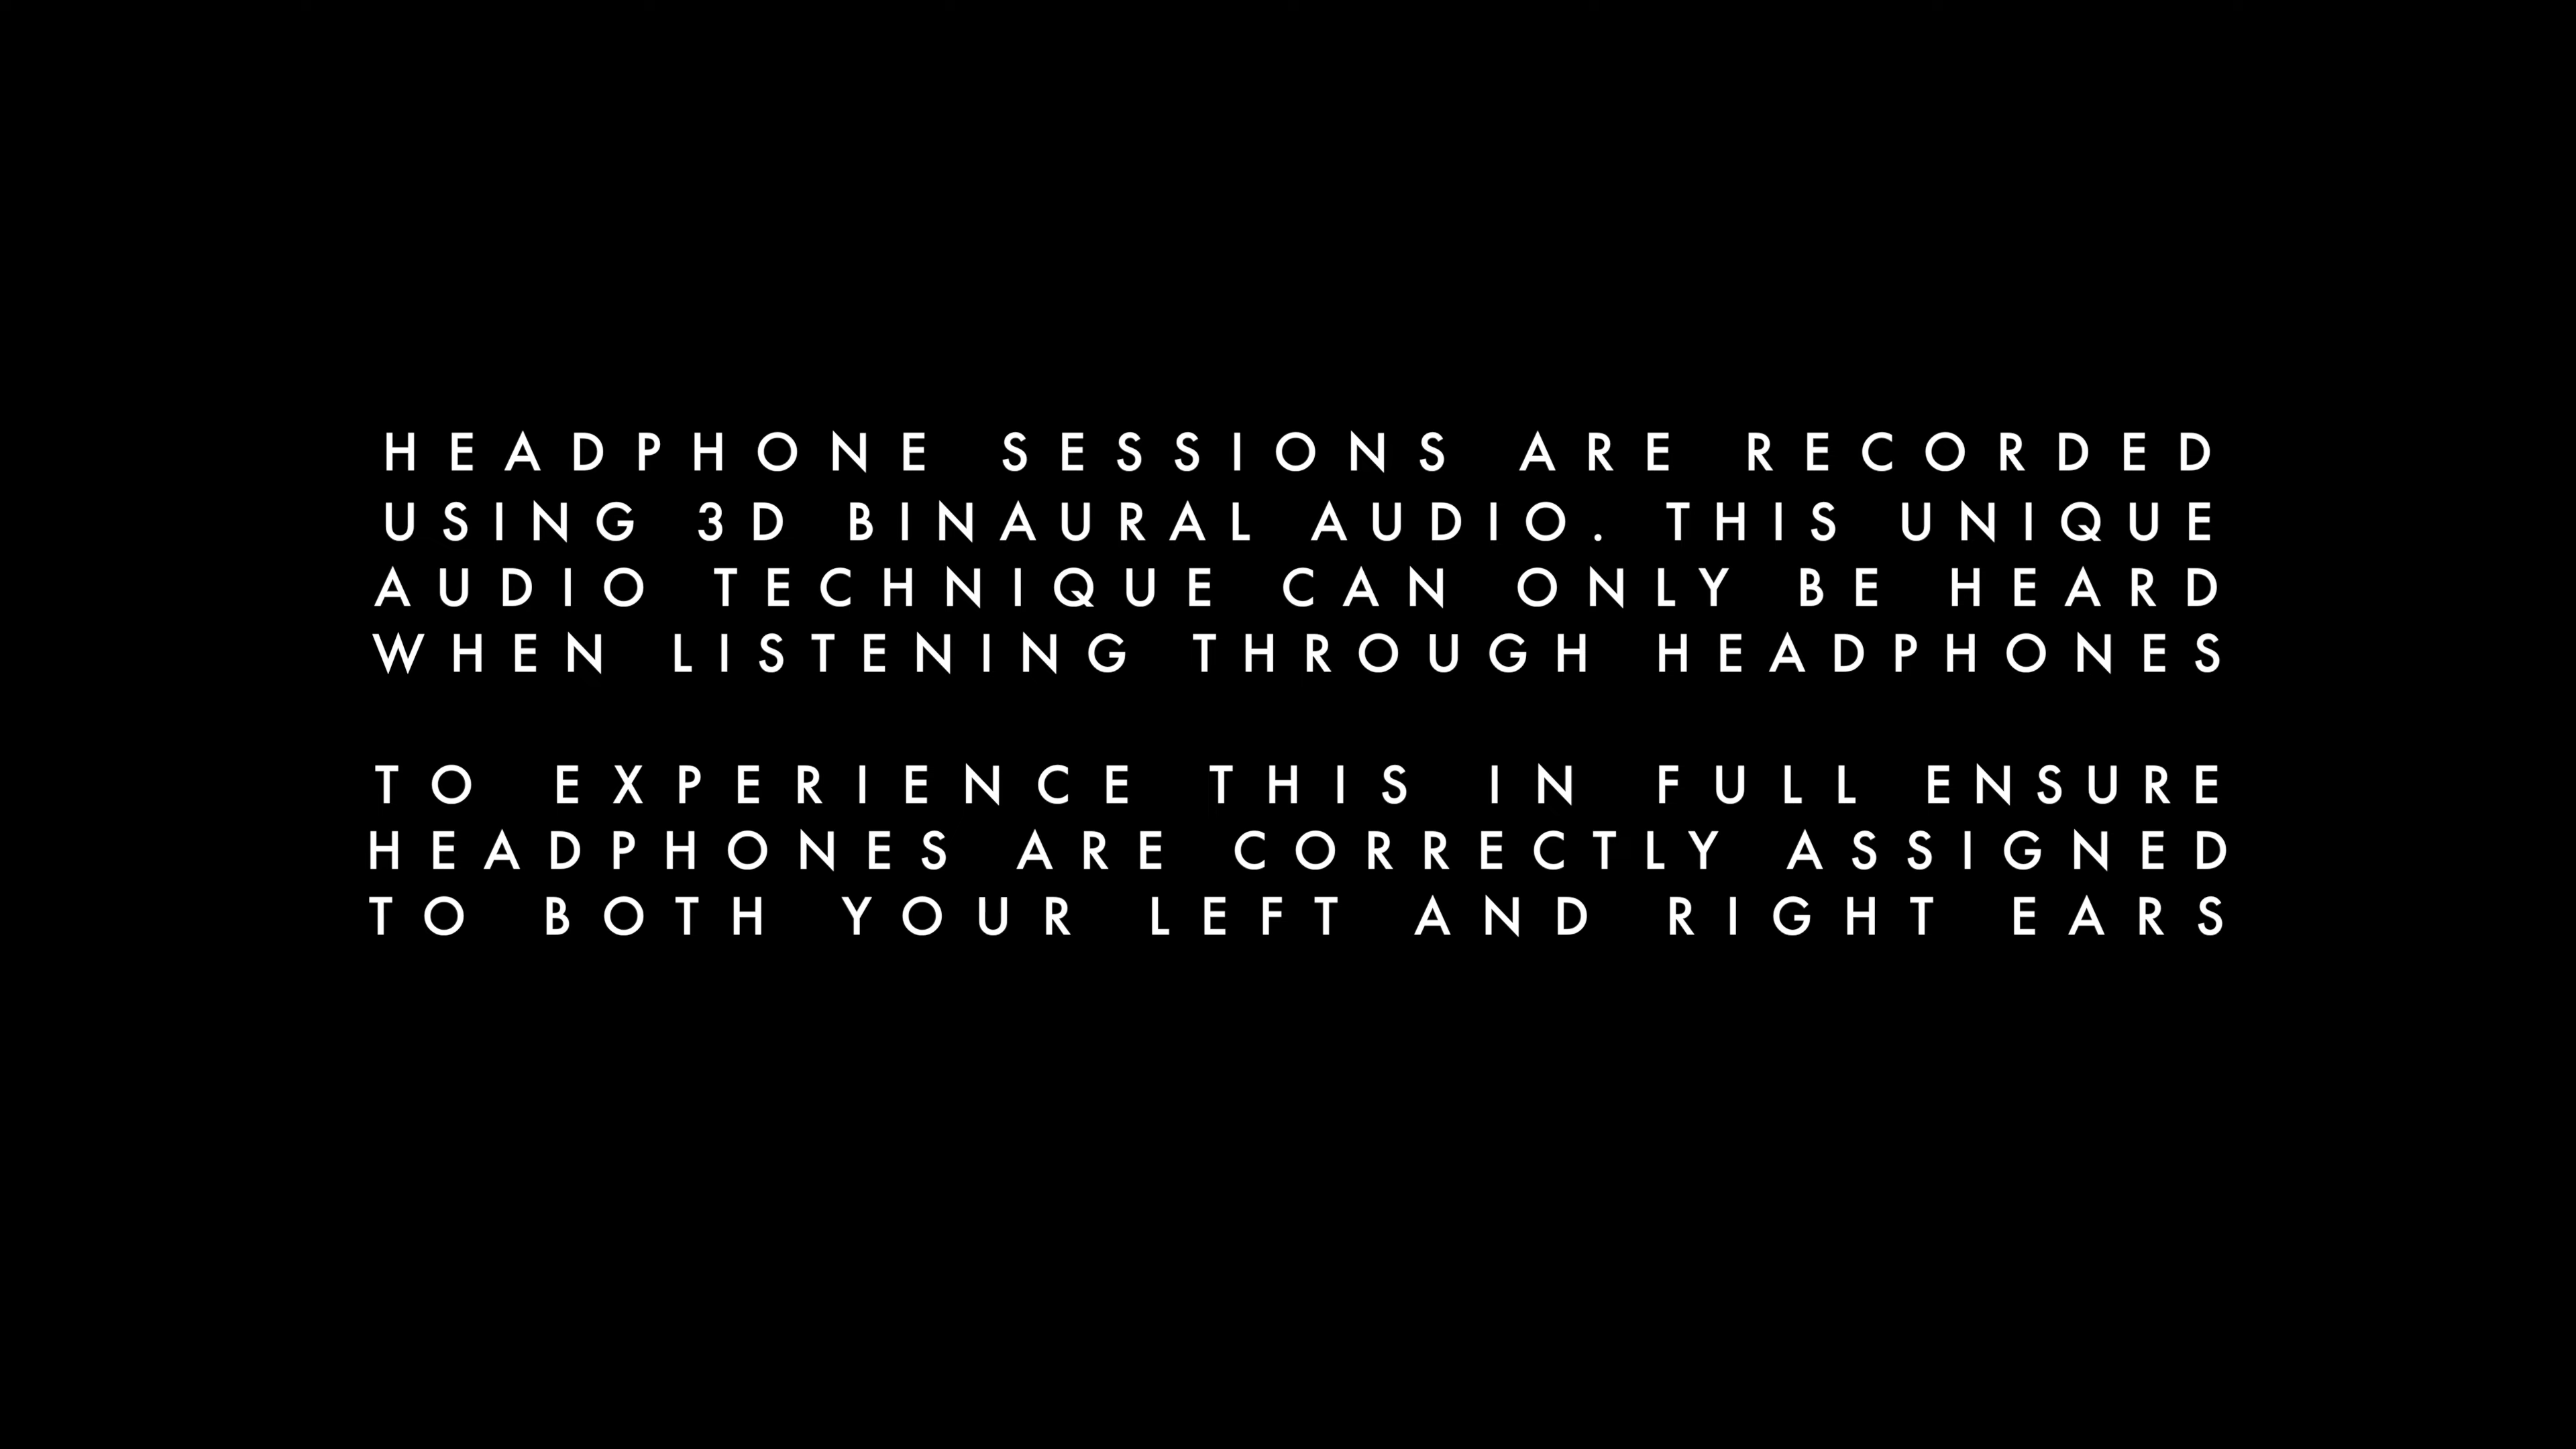 HEADPHONE SESSIONS ARE RECORDED
USING 3D BINAURAL AUDIO. THIS UNIQUE
AUDIO TECHNIQUE CAN ONLY BE HEARD
WHEN LISTENING THROUGH HEADPHONES
TO EXPERIENCE THIS IN FULL ENSURE
HEADPHONES ARE CORRECTLY ASSIGNED
TO BOTH YOUR LEFT AND RIGHT EARS